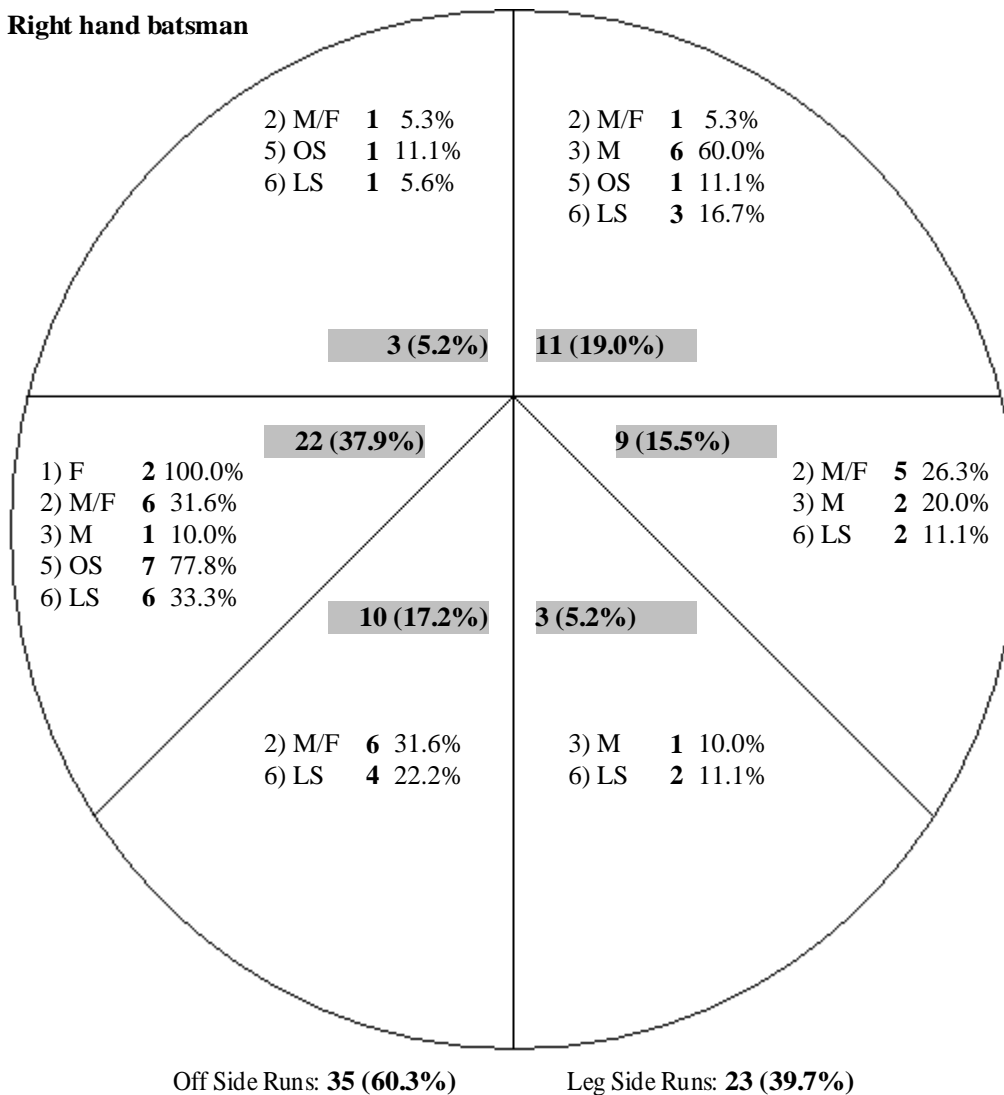 Right hand batsman
2) M/F 1 5.3%
5) OS 1 11.1%
6) LS 1 5.6%
3 (5.2%)
2) M/F 1 5.3%
3) M 6 60.0%
5) OS 1 11.1%
6) LS 3 16.7%
11 (19.0%)
22 (37.9%)
1) F 2 100.0%
2) M/F 6 31.6%
3) M 1 10.0%
5) OS 7 77.8%
6) LS 6 33.3%
9 (15.5%)
2) M/F 5 26.3%
3) M 2 20.0%
6) LS 2 11.1%
10 (17.2%)
2) M/F 6 31.6%
6) LS 4 22.2%
3 (5.2%)
3) M 1 10.0%
6) LS 2 11.1%
Off Side Runs: 35 (60.3%)
Leg Side Runs: 23 (39.7%)